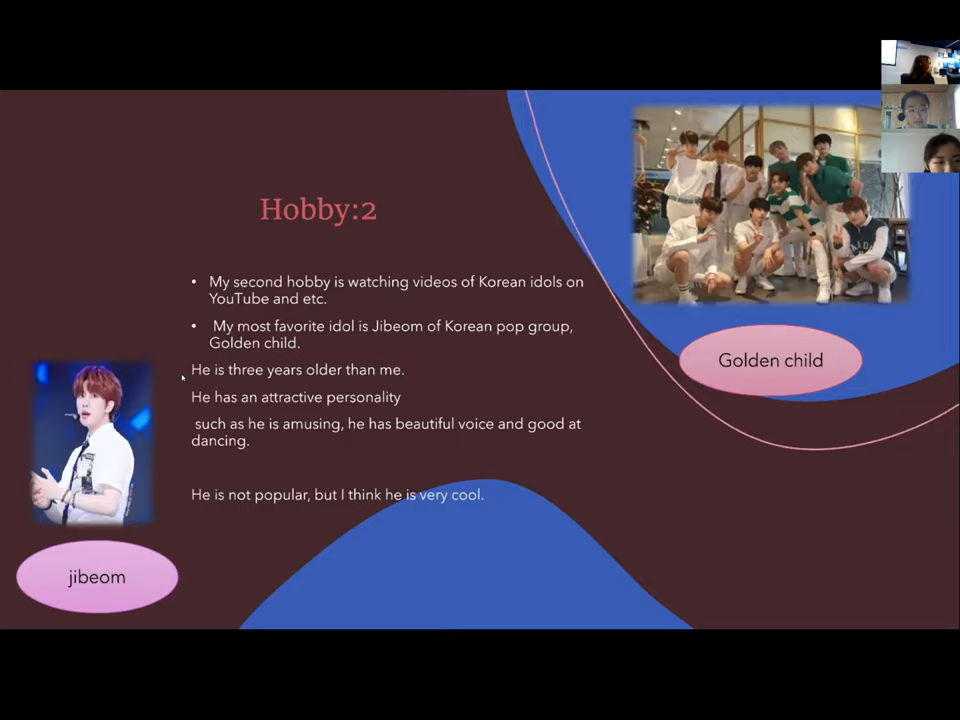 Hobby:2
• My second hobby is watching videos of Korean idols on
YouTube and etc.
• My most favorite idol is Jibeom of Korean pop group,
Golden child.
He is three years older than me.
He has an attractive personality
such as he is amusing, he has beautiful voice and good at
dancing.
He is not popular, but I think he is very cool.
Golden child
jibeom